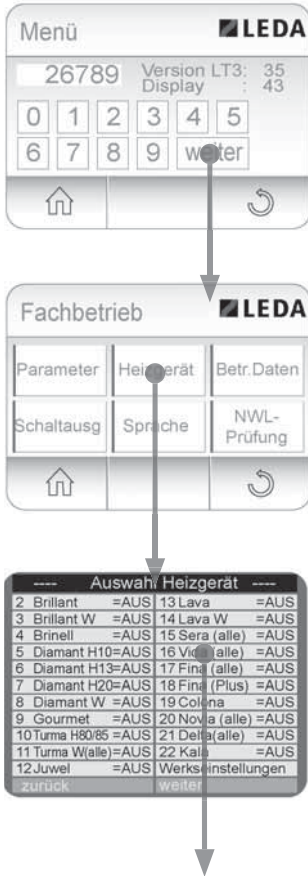 Menü LEDA
26789 Version LT3: 35
Display : 43
0 1 2 3 4 5
6 7 8 9 weiter
Fachbetrieb LEDA
Parameter Heizgerät Betr.Daten
Schaltausg Sprache NWL-
Prüfung
---- Auswahl Heizgerät ----
2 Brillant =AUS 13 Lava =AUS
3 Brillant W =AUS 14 Lava W =AUS
4 Brinell =AUS 15 Sera (alle) =AUS
5 Diamant H10=AUS 16 Vida (alle) =AUS
6 Diamant H13=AUS 17 Fina (alle) =AUS
7 Diamant H20=AUS 18 Fina (Plus) =AUS
8 Diamant W =AUS 19 Colona =AUS
9 Gourmet =AUS 20 Novia (alle) =AUS
10 Turma H80/85 =AUS 21 Delta(alle) =AUS
11 Turma W(alle)=AUS 22 Kala =AUS
12 Juwel =AUS Werkseinstellungen
zurück weiter